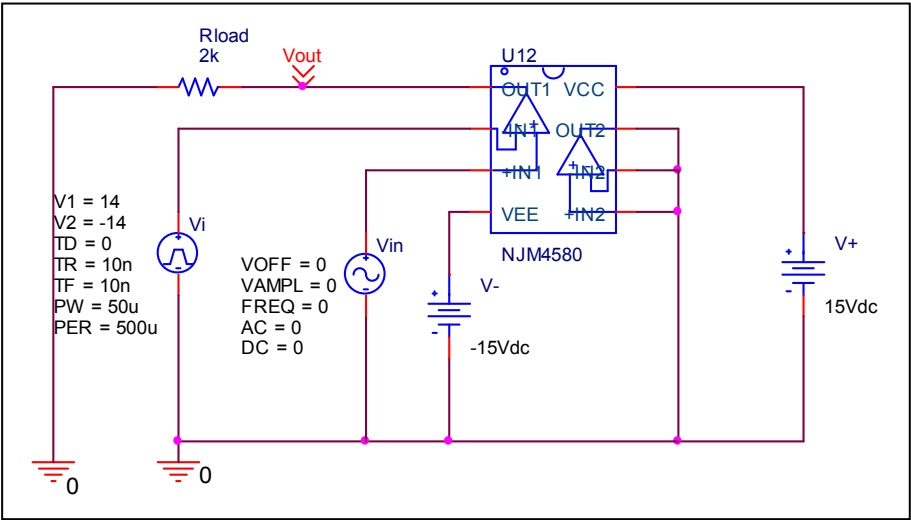 Rload
2k
Vout
U12
OUT1
VCC
-IN1
OUT2
+IN1
-IN2
VEE
+IN2
NJM4580
V1 = 14
V2 = -14
TD = 0
TR = 10n
TF = 10n
PW = 50u
PER = 500u
Vi
Vin
VOFF = 0
VAMPL = 0
FREQ = 0
AC = 0
DC = 0
V-
-15Vdc
V+
15Vdc
0
0